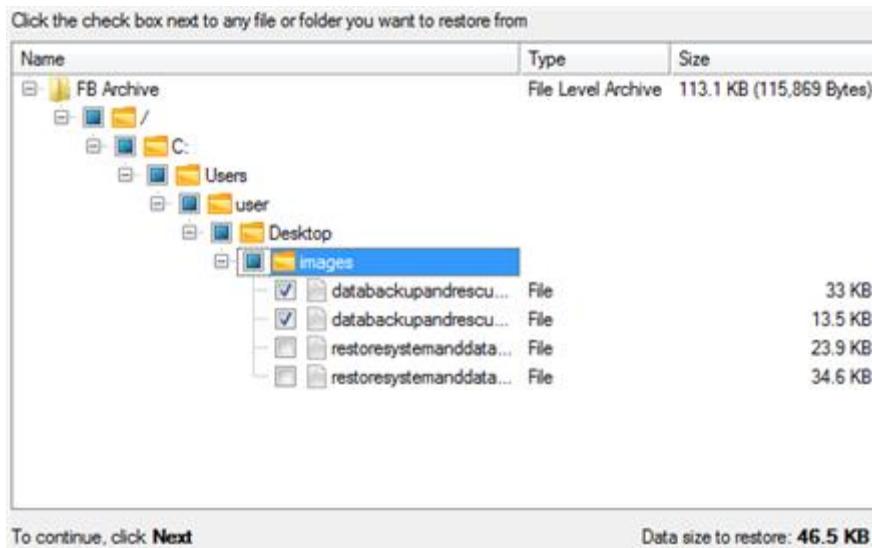 Click the check box next to any file or folder you want to restore from
Name Type Size
FB Archive File Level Archive 113.1 KB (115,869 Bytes)
/
C:
Users
user
Desktop
images
databackupandrescu... File 33 KB
databackupandrescu... File 13.5 KB
restoresystemanddata... File 23.9 KB
restoresystemanddata... File 34.6 KB
To continue, click Next Data size to restore: 46.5 KB